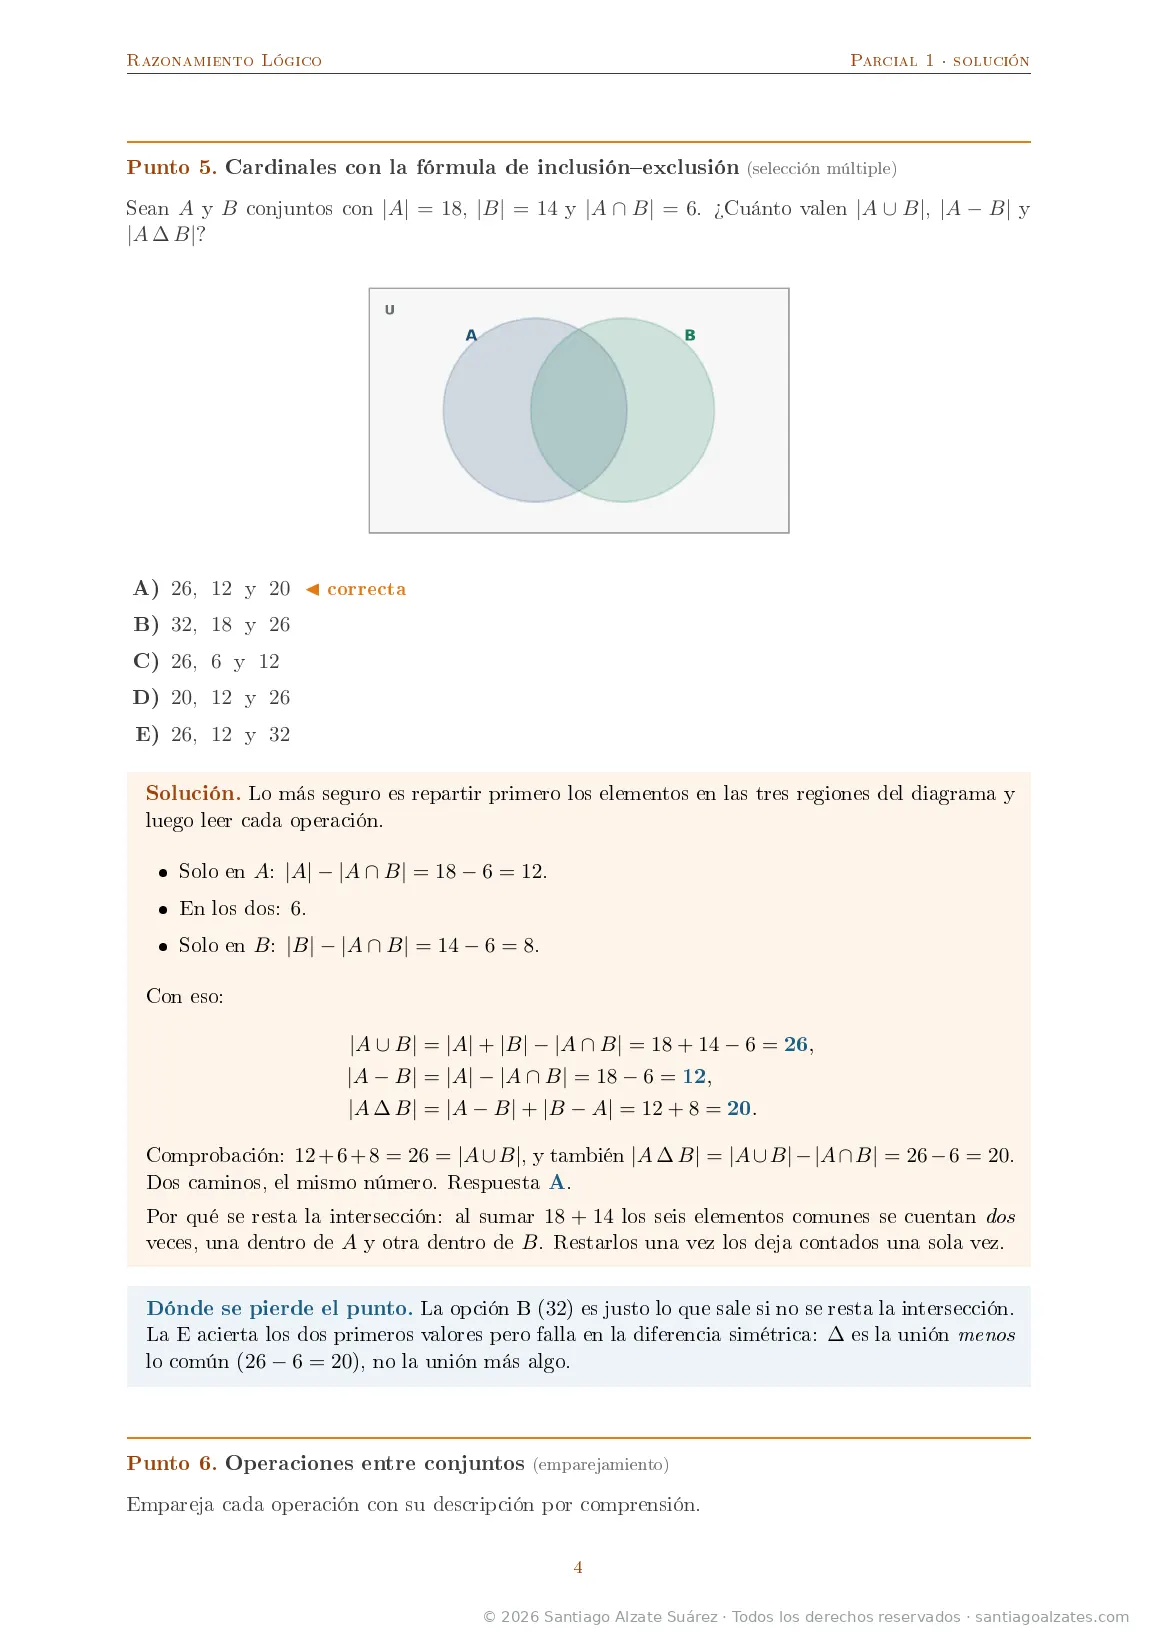 Razonamiento Lógico
Parcial 1 · solución
Punto 5. Cardinales con la fórmula de inclusión–exclusión (selección múltiple)
Sean A y B conjuntos con |A| = 18, |B| = 14 y |A ∩ B| = 6. ¿Cuánto valen |A ∪ B|, |A − B| y
|A Δ B|?
U
A
B
A) 26, 12 y 20 ◀ correcta
B) 32, 18 y 26
C) 26, 6 y 12
D) 20, 12 y 26
E) 26, 12 y 32
Solución. Lo más seguro es repartir primero los elementos en las tres regiones del diagrama y
luego leer cada operación.
• Solo en A: |A| − |A ∩ B| = 18 − 6 = 12.
• En los dos: 6.
• Solo en B: |B| − |A ∩ B| = 14 − 6 = 8.
Con eso:
|A ∪ B| = |A| + |B| − |A ∩ B| = 18 + 14 − 6 = 26,
|A − B| = |A| − |A ∩ B| = 18 − 6 = 12,
|A Δ B| = |A − B| + |B − A| = 12 + 8 = 20.
Comprobación: 12+6+8 = 26 = |A∪B|, y también |A Δ B| = |A∪B|−|A∩B| = 26−6 = 20.
Dos caminos, el mismo número. Respuesta A.
Por qué se resta la intersección: al sumar 18 + 14 los seis elementos comunes se cuentan dos
veces, una dentro de A y otra dentro de B. Restarlos una vez los deja contados una sola vez.
Dónde se pierde el punto. La opción B (32) es justo lo que sale si no se resta la intersección.
La E acierta los dos primeros valores pero falla en la diferencia simétrica: Δ es la unión menos
lo común (26 − 6 = 20), no la unión más algo.
Punto 6. Operaciones entre conjuntos (emparejamiento)
Empareja cada operación con su descripción por comprensión.
4
© 2026 Santiago Alzate Suárez · Todos los derechos reservados · santiagoalzates.com